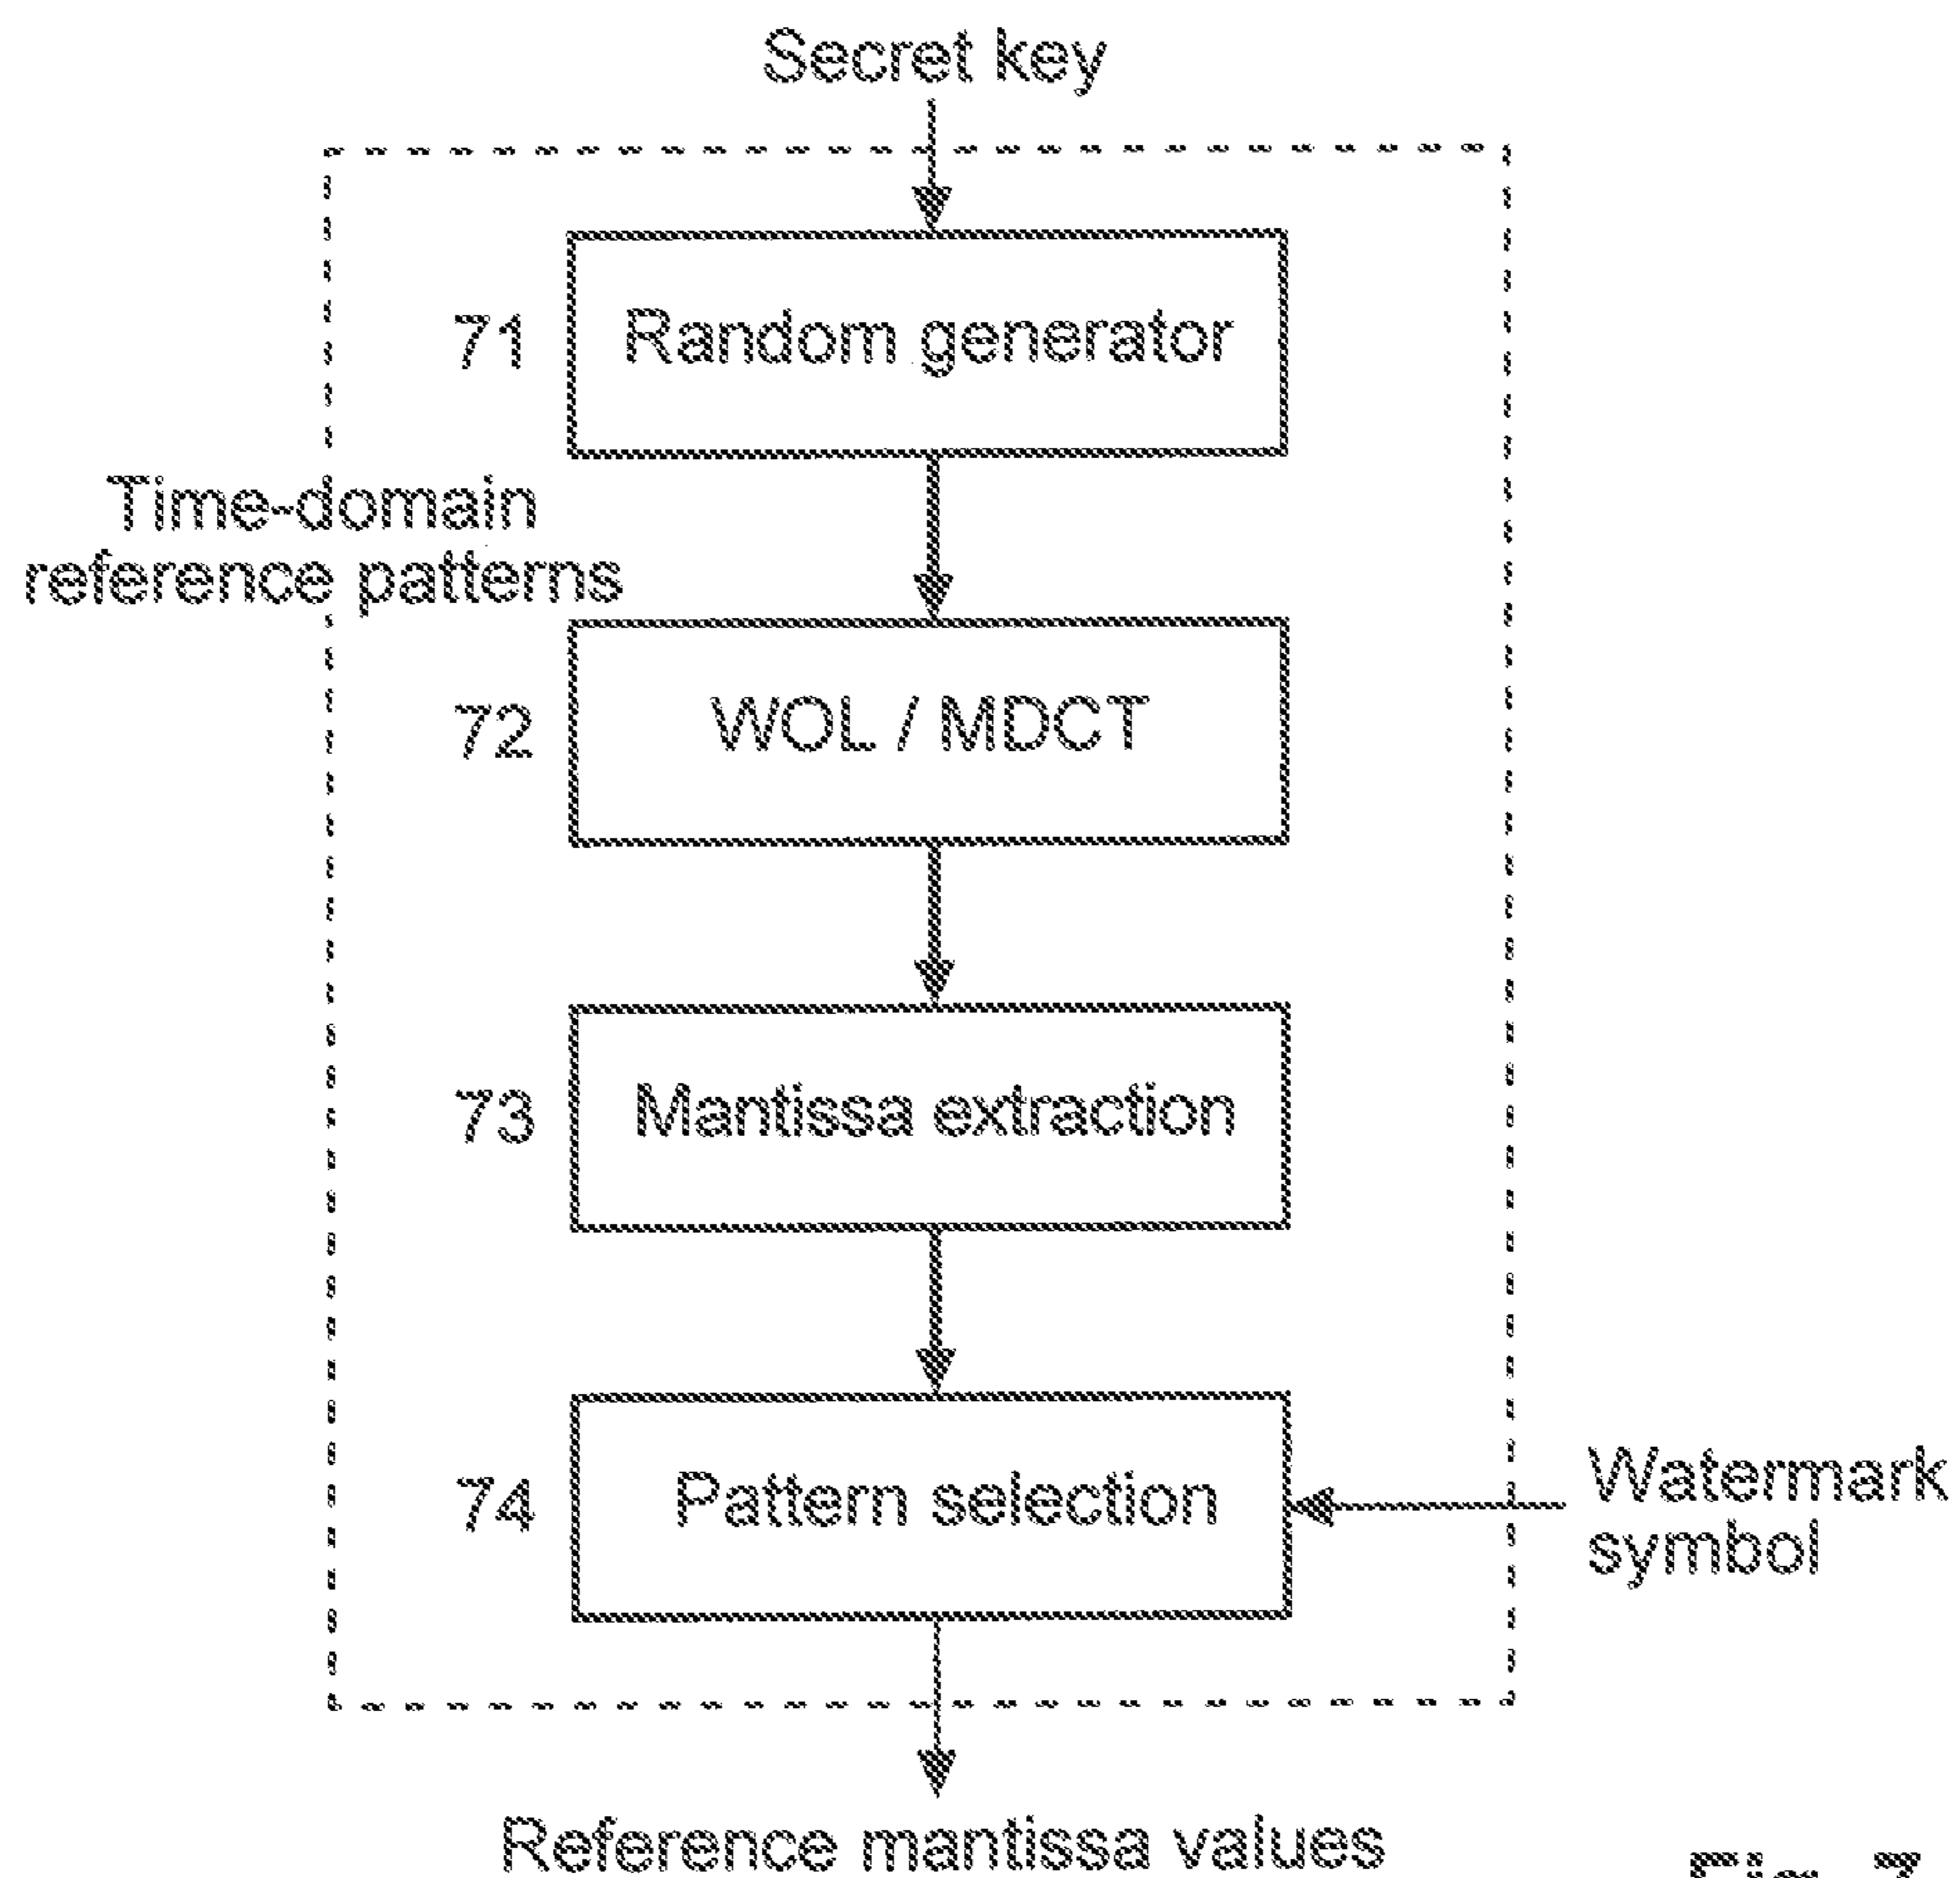 Secret key
71
Random generator
Time-domain
reference patterns
72
WOL / MDCT
73
Mantissa extraction
74
Pattern selection
Watermark
symbol
Reference mantissa values